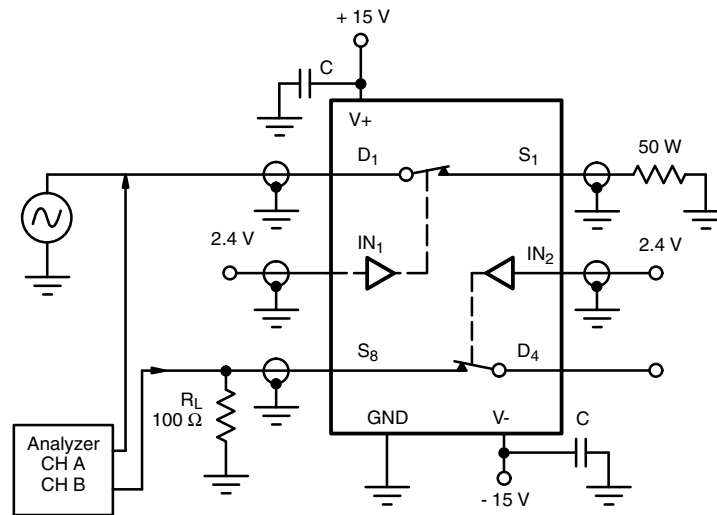 + 15 V
C
V+
D1
S1
50 W
2.4 V
IN1
IN2
2.4 V
S8
D4
RL
100 Ω
GND
V-
C
Analyzer
CH A
CH B
- 15 V